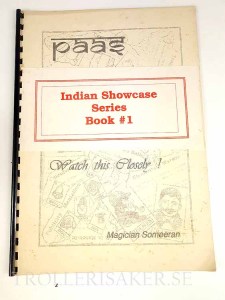 paas
Indian Showcase
Series
Book #1
Watch this Closely !
Magician Someeran
TROLLERISAKER.SE